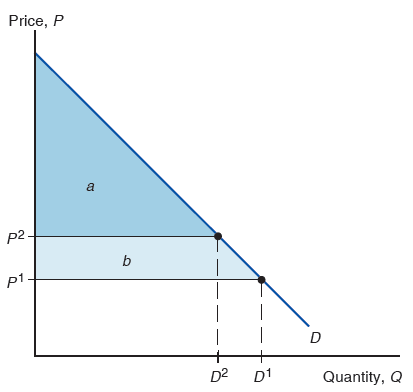 Price, P
a
P²
b
P¹
D
D² D¹ Quantity, Q